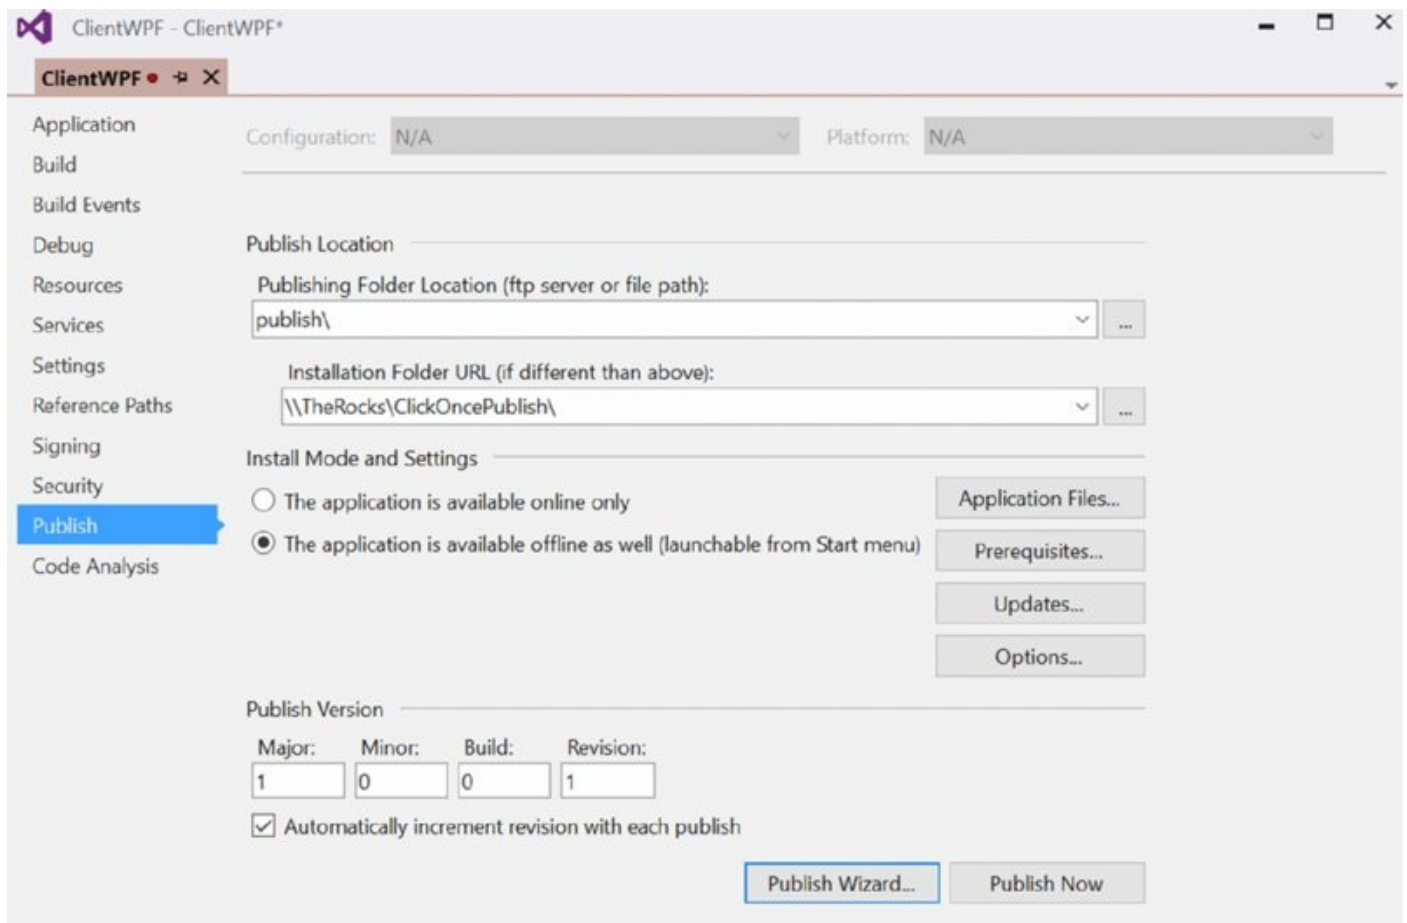 ClientWPF - ClientWPF*
ClientWPF
Application
Build
Build Events
Debug
Resources
Services
Settings
Reference Paths
Signing
Security
Publish
Code Analysis
Configuration: N/A Platform: N/A
Publish Location
Publishing Folder Location (ftp server or file path):
publish\
...
Installation Folder URL (if different than above):
\\TheRocks\ClickOncePublish\
...
Install Mode and Settings
The application is available online only
The application is available offline as well (launchable from Start menu)
Application Files...
Prerequisites...
Updates...
Options...
Publish Version
Major: Minor: Build: Revision:
1 0 0 1
Automatically increment revision with each publish
Publish Wizard... Publish Now